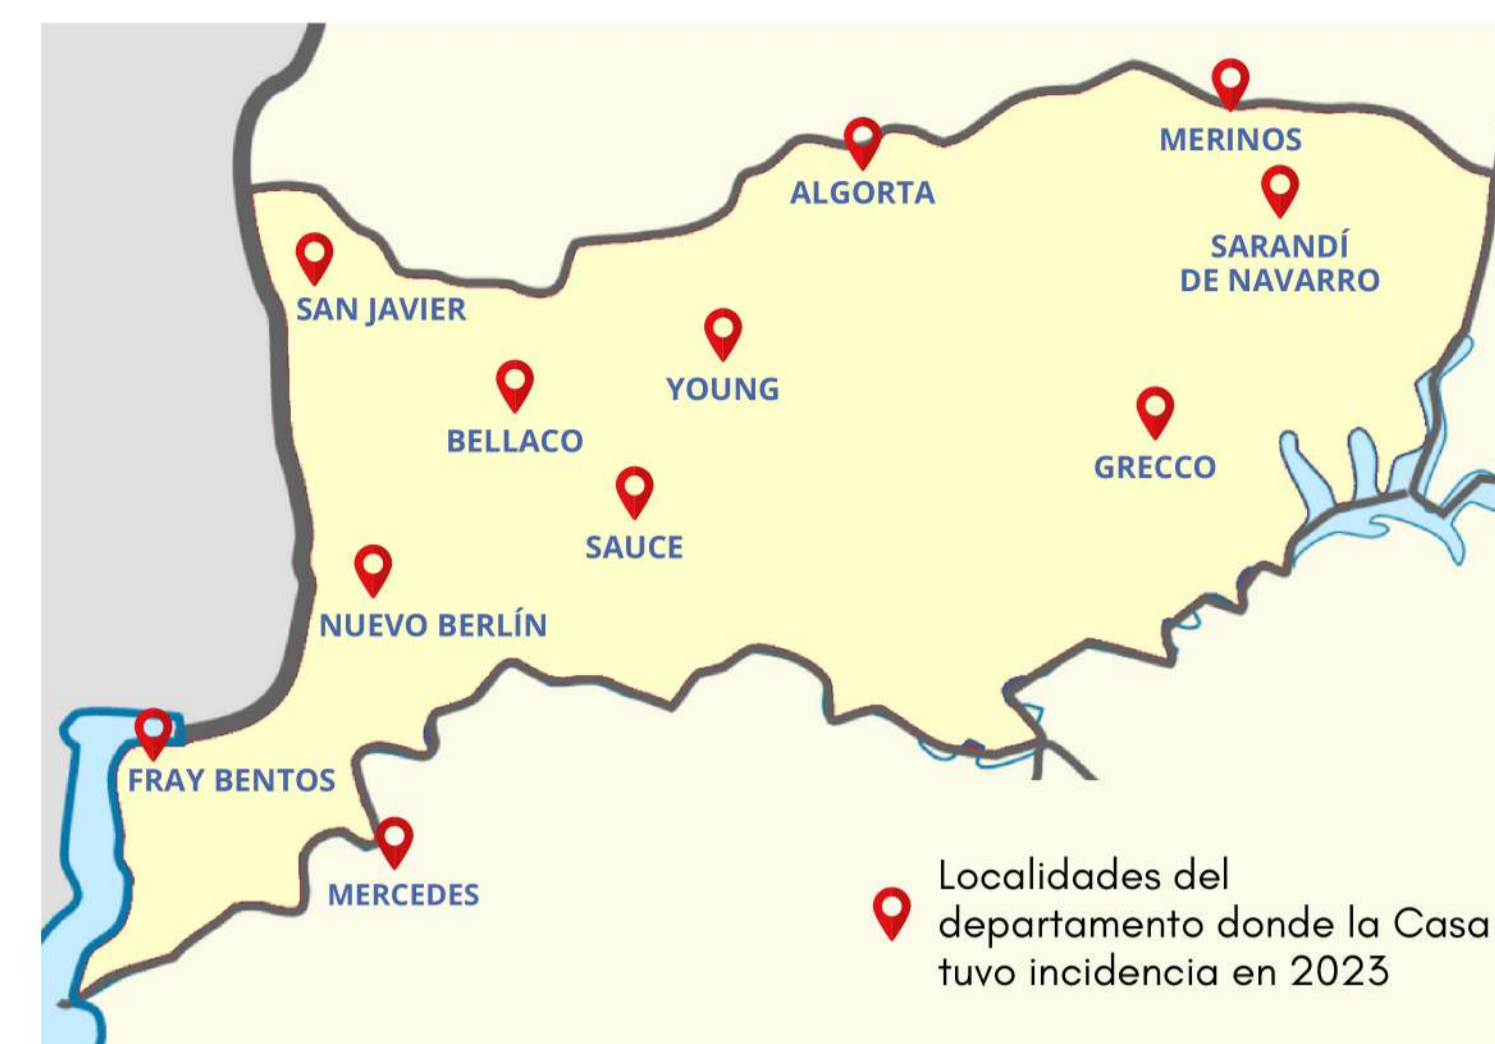 MERINOS
ALGORTA
SARANDÍ
DE NAVARRO
SAN JAVIER
YOUNG
BELLACO
GRECCO
SAUCE
NUEVO BERLÍN
FRAY BENTOS
MERCEDES
Localidades del
departamento donde la Casa
tuvo incidencia en 2023